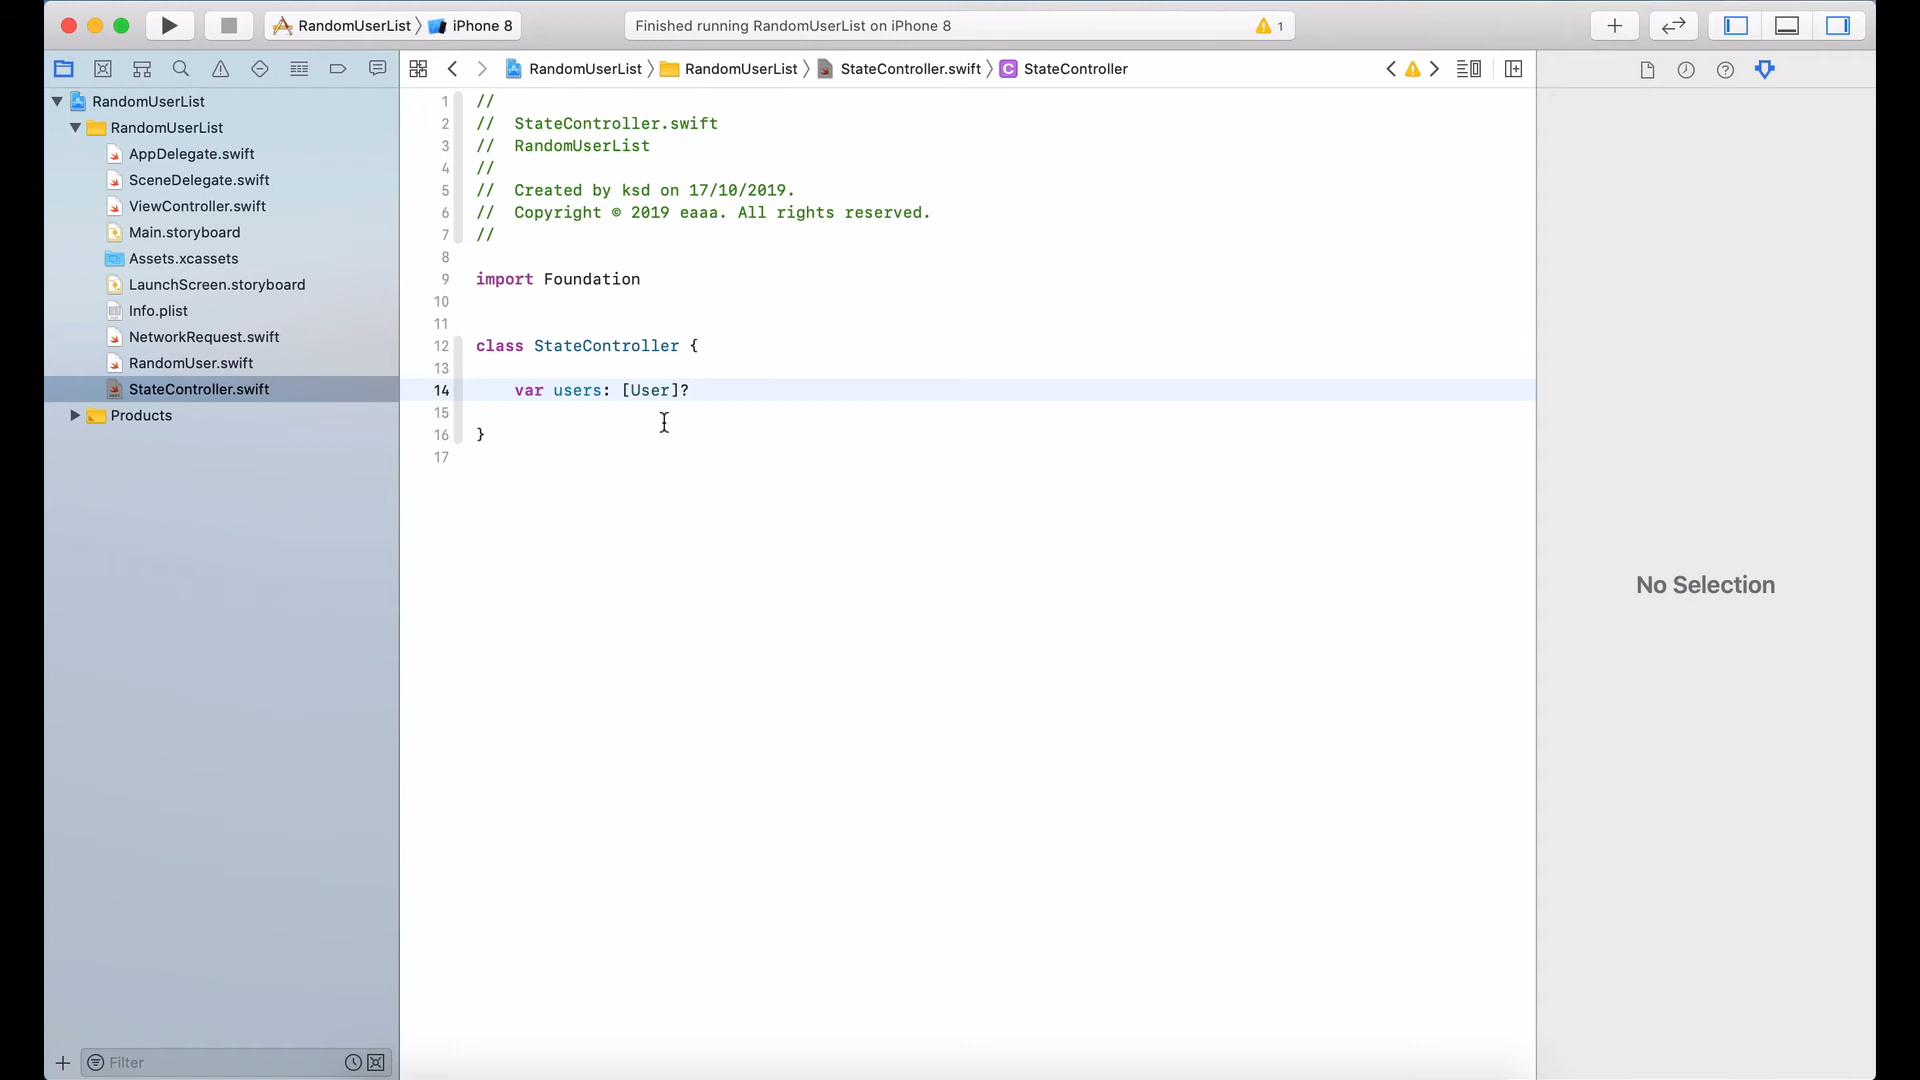 RandomUserList 〉 iPhone 8
Finished running RandomUserList on iPhone 8
1
RandomUserList 〉 RandomUserList 〉 StateController.swift 〉 C StateController
RandomUserList
RandomUserList
AppDelegate.swift
SceneDelegate.swift
ViewController.swift
Main.storyboard
Assets.xcassets
LaunchScreen.storyboard
Info.plist
NetworkRequest.swift
RandomUser.swift
StateController.swift
Products
1 //
2 //  StateController.swift
3 //  RandomUserList
4 //
5 //  Created by ksd on 17/10/2019.
6 //  Copyright © 2019 eaaa. All rights reserved.
7 //
8
9 import Foundation
10
11
12 class StateController {
13
14     var users: [User]?
15
16 }
17
No Selection
Filter